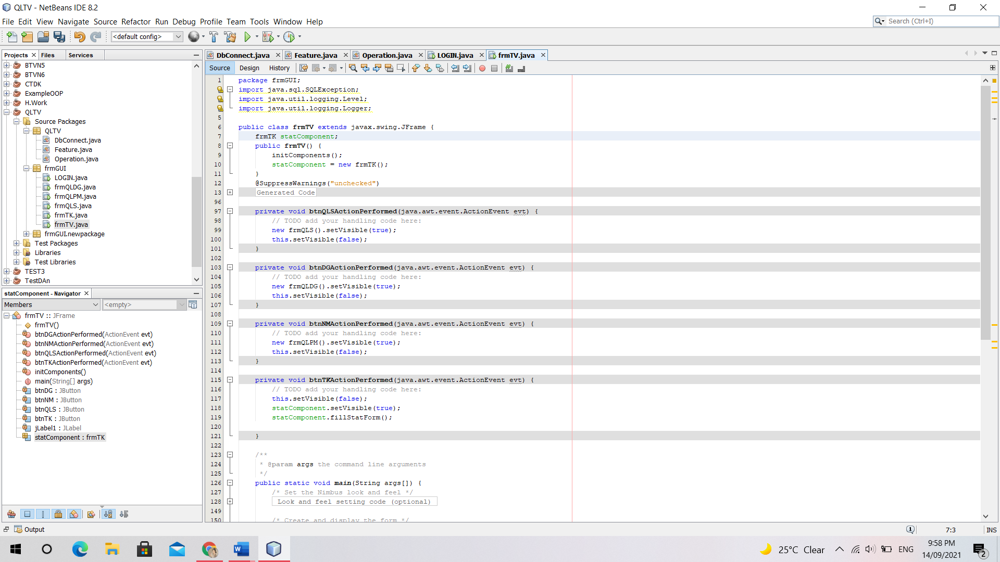 QLTV - NetBeans IDE 8.2
File Edit View Navigate Source Refactor Run Debug Profile Team Tools Window Help
Search (Ctrl+I)
<default config>
Projects Files Services
BTVN5
BTVN6
CTDK
ExampleOOP
H.Work
QLTV
Source Packages
QLTV
DbConnect.java
Feature.java
Operation.java
frmGUI
LOGIN.java
frmQLDG.java
frmQLPM.java
frmQLS.java
frmTK.java
frmTV.java
frmGUI.newpackage
Test Packages
Libraries
Test Libraries
TEST3
TestDAn
statComponent - Navigator
Members <empty>
frmTV :: JFrame
frmTV()
btnDGActionPerformed(ActionEvent evt)
btnNMActionPerformed(ActionEvent evt)
btnQLSActionPerformed(ActionEvent evt)
btnTKActionPerformed(ActionEvent evt)
initComponents()
main(String[] args)
btnDG : JButton
btnNM : JButton
btnQLS : JButton
btnTK : JButton
jLabel1 : JLabel
statComponent : frmTK
DbConnect.java Feature.java Operation.java LOGIN.java frmTV.java
Source Design History
1 package frmGUI;
import java.sql.SQLException;
import java.util.logging.Level;
import java.util.logging.Logger;
5
6 public class frmTV extends javax.swing.JFrame {
7 frmTK statComponent;
8 public frmTV() {
9 initComponents();
10 statComponent = new frmTK();
11 }
12 @SuppressWarnings("unchecked")
13 Generated Code
96
97 private void btnQLSActionPerformed(java.awt.event.ActionEvent evt) {
98 // TODO add your handling code here:
99 new frmQLS().setVisible(true);
100 this.setVisible(false);
101 }
102
103 private void btnDGActionPerformed(java.awt.event.ActionEvent evt) {
104 // TODO add your handling code here:
105 new frmQLDG().setVisible(true);
106 this.setVisible(false);
107 }
108
109 private void btnNMActionPerformed(java.awt.event.ActionEvent evt) {
110 // TODO add your handling code here:
111 new frmQLPM().setVisible(true);
112 this.setVisible(false);
113 }
114
115 private void btnTKActionPerformed(java.awt.event.ActionEvent evt) {
116 // TODO add your handling code here:
117 this.setVisible(false);
118 statComponent.setVisible(true);
119 statComponent.fillStatForm();
120
121 }
122
123 /**
124 * @param args the command line arguments
125 */
126 public static void main(String args[]) {
127 /* Set the Nimbus look and feel */
128 Look and feel setting code (optional)
149
150 /* Create and display the form */
Output
1
7:3
INS
25°C Clear
ENG
9:58 PM
14/09/2021
2